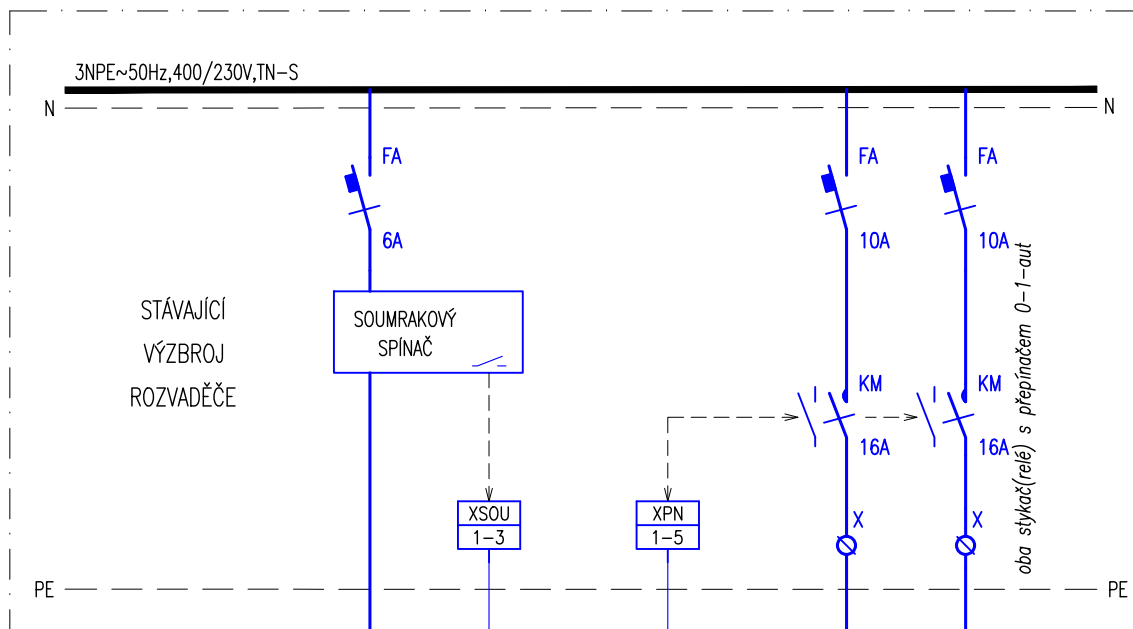 3NPE~50Hz,400/230V,TN-S
N
N
FA
FA
FA
6A
10A
10A
STÁVAJÍCÍ
VÝZBROJ
ROZVADĚČE
SOUMRAKOVÝ
SPÍNAČ
KM
KM
16A
16A
oba stykač(relé) s přepínačem 0-1-aut
XSOU
1-3
XPN
1-5
X
X
PE
PE